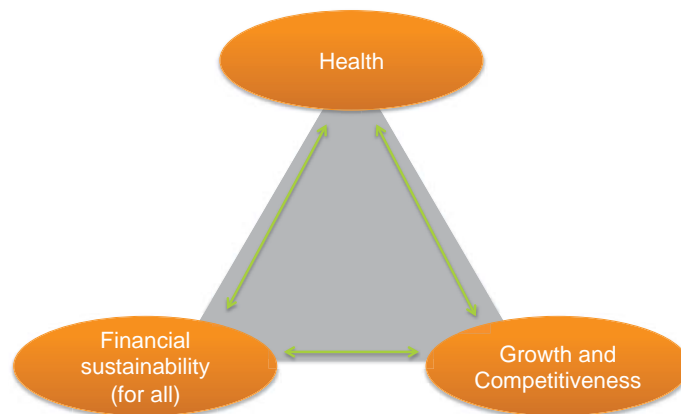 Health
Financial
sustainability
(for all)
Growth and
Competitiveness